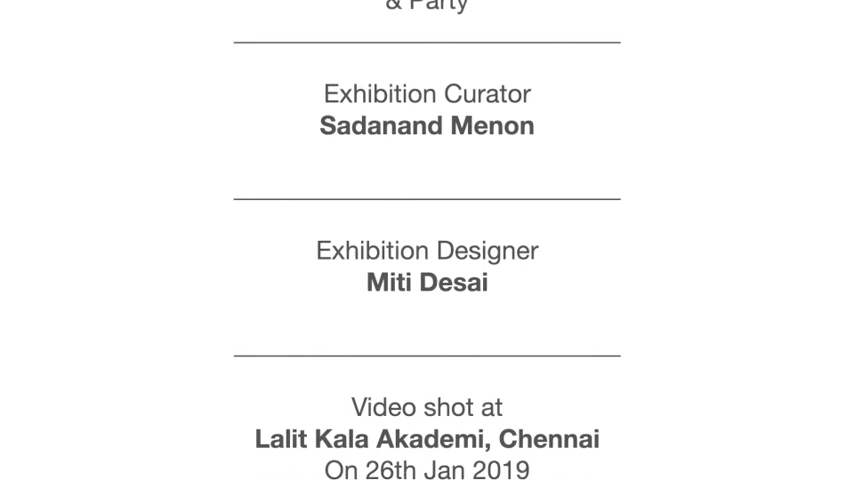 & Party
Exhibition Curator
Sadanand Menon
Exhibition Designer
Miti Desai
Video shot at
Lalit Kala Akademi, Chennai
On 26th Jan 2019